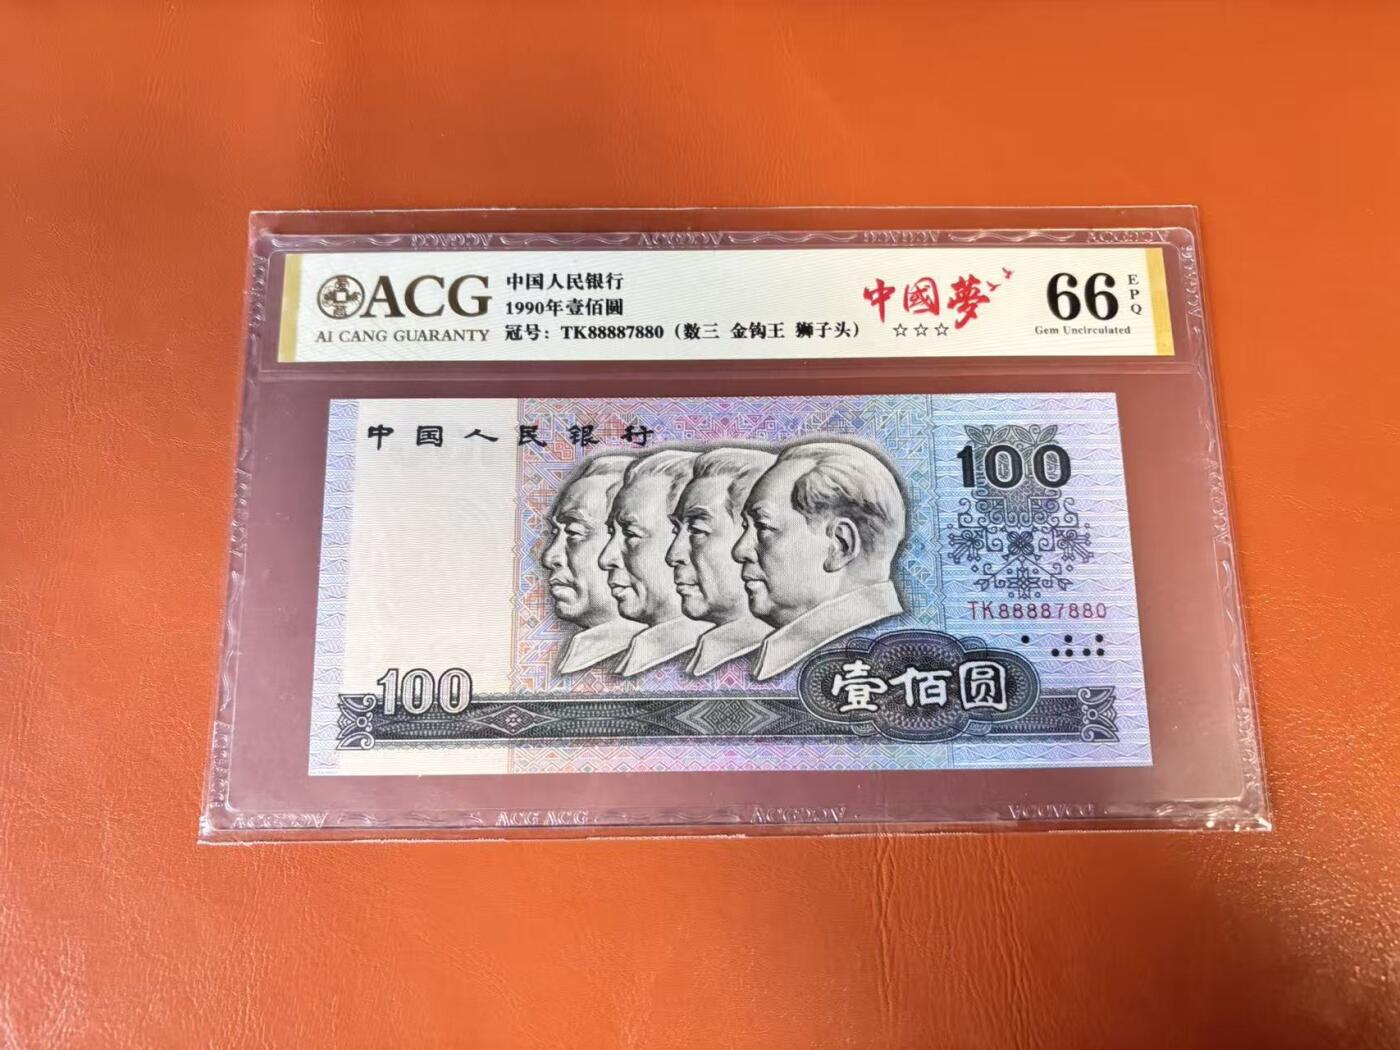 ACG
AI CANG GUARANTY
中国人民银行
1990年壹佰圓
冠号：TK88887880（数三 金钩王 狮子头）
中國夢
☆☆☆
66 EPQ
Gem Uncirculated
中国人民银行
100
TK88887880
100
壹佰圆